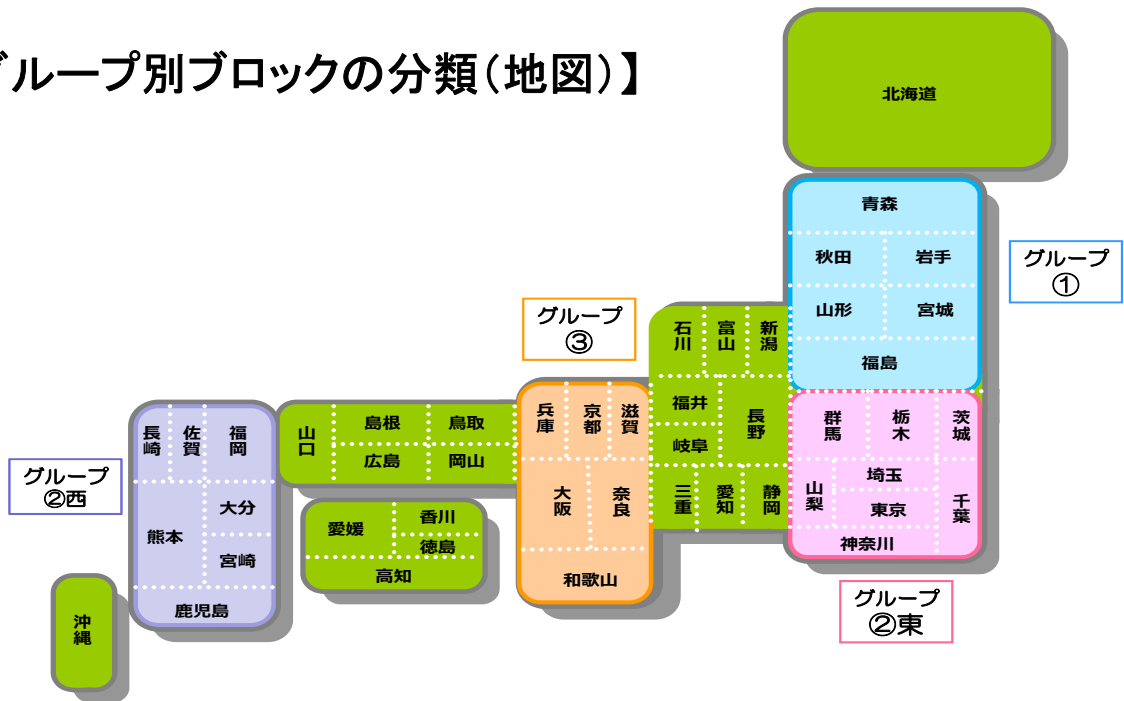 グループ別ブロックの分類(地図)】
北海道
青森
秋田
岩手
山形
宮城
福島
グループ
①
グループ
③
石川
富山
新潟
福井
長野
岐阜
三重
愛知
静岡
群馬
栃木
茨城
埼玉
山梨
東京
千葉
神奈川
グループ
②東
兵庫
京都
滋賀
大阪
奈良
和歌山
山口
島根
鳥取
広島
岡山
愛媛
香川
徳島
高知
グループ
②西
長崎
佐賀
福岡
熊本
大分
宮崎
鹿児島
沖縄